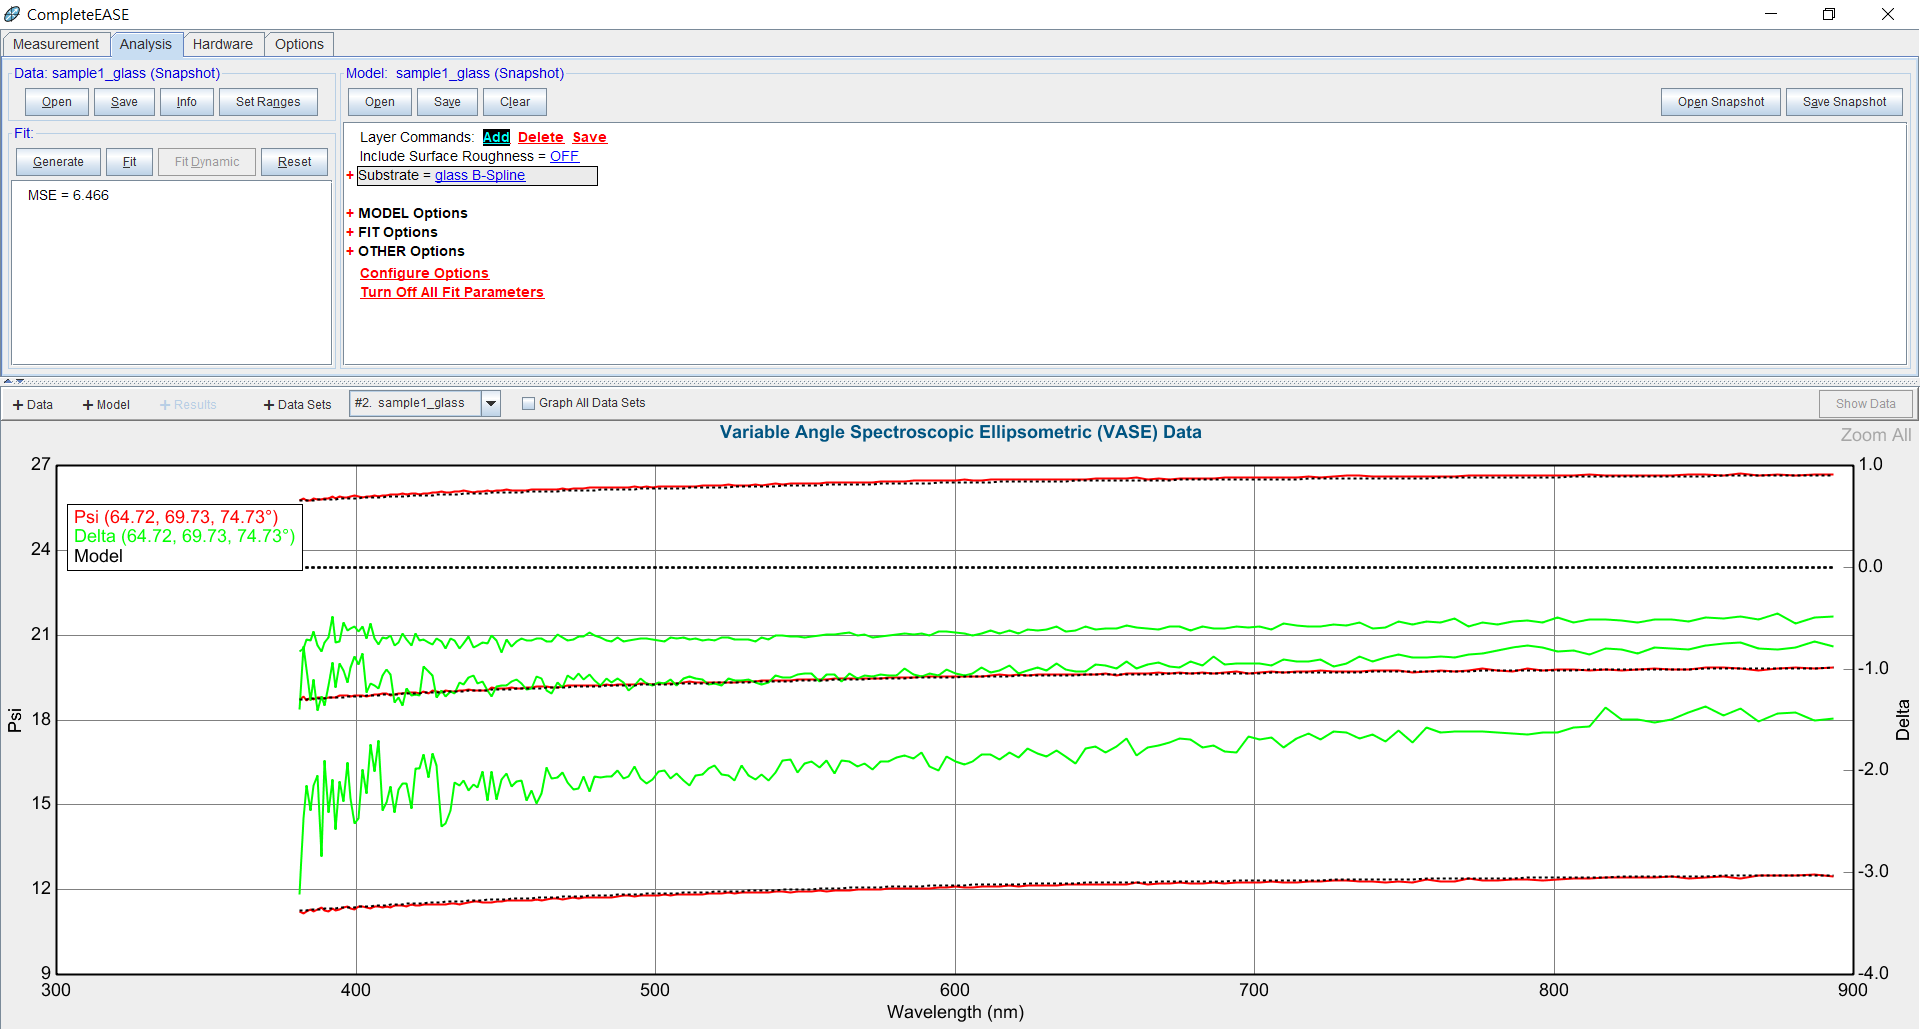 CompleteEASE
Measurement Analysis Hardware Options
Data: sample1_glass (Snapshot)
Open Save Info Set Ranges
Fit:
Generate Fit Fit Dynamic Reset
MSE = 6.466
Model: sample1_glass (Snapshot)
Open Save Clear Open Snapshot Save Snapshot
Layer Commands: Add Delete Save
Include Surface Roughness = OFF
+ Substrate = glass B-Spline
+ MODEL Options
+ FIT Options
+ OTHER Options
Configure Options
Turn Off All Fit Parameters
+ Data + Model + Results + Data Sets #2. sample1_glass Graph All Data Sets Show Data
Variable Angle Spectroscopic Ellipsometric (VASE) Data
Zoom All
Psi (64.72, 69.73, 74.73°)
Delta (64.72, 69.73, 74.73°)
Model
27
24
21
18
15
12
9
Psi
1.0
0.0
-1.0
-2.0
-3.0
-4.0
Delta
300 400 500 600 700 800 900
Wavelength (nm)